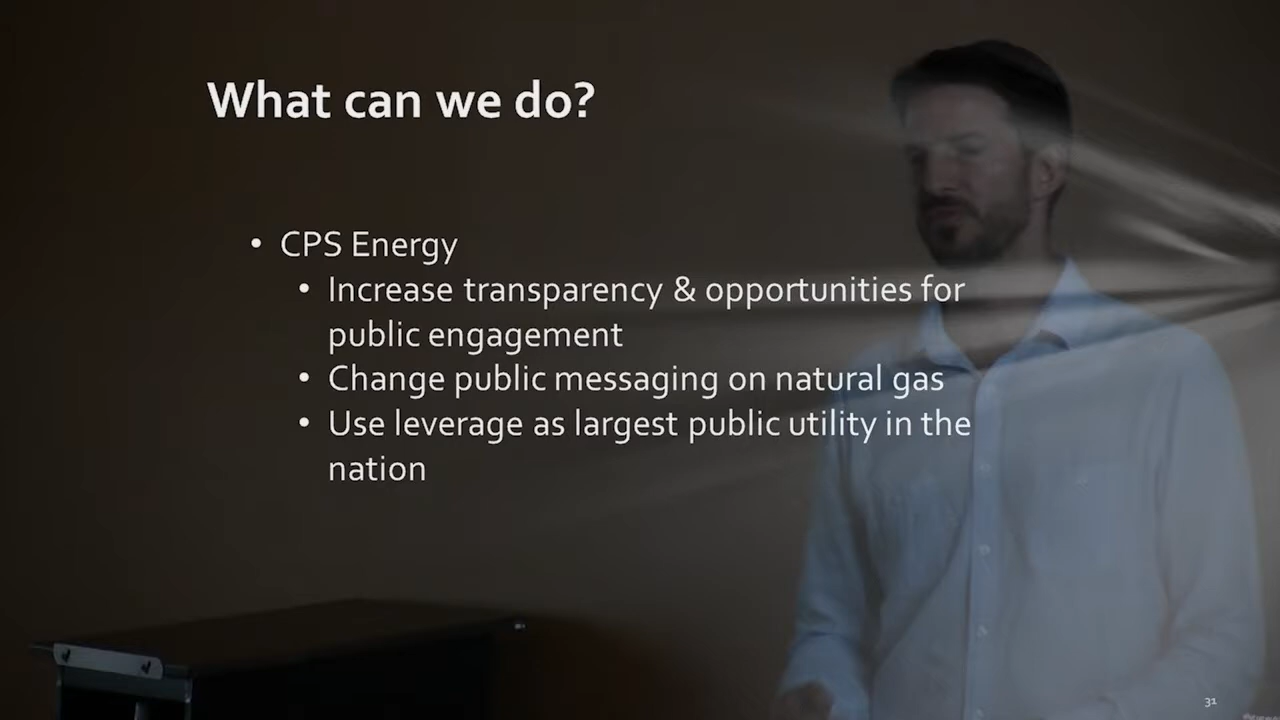 What can we do?
• CPS Energy
• Increase transparency & opportunities for
public engagement
• Change public messaging on natural gas
• Use leverage as largest public utility in the
nation
31